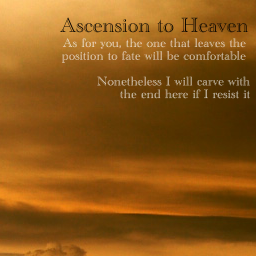 Ascension to Heaven
As for you, the one that leaves the
position to fate will be comfortable
Nonetheless I will carve with
the end here if I resist it